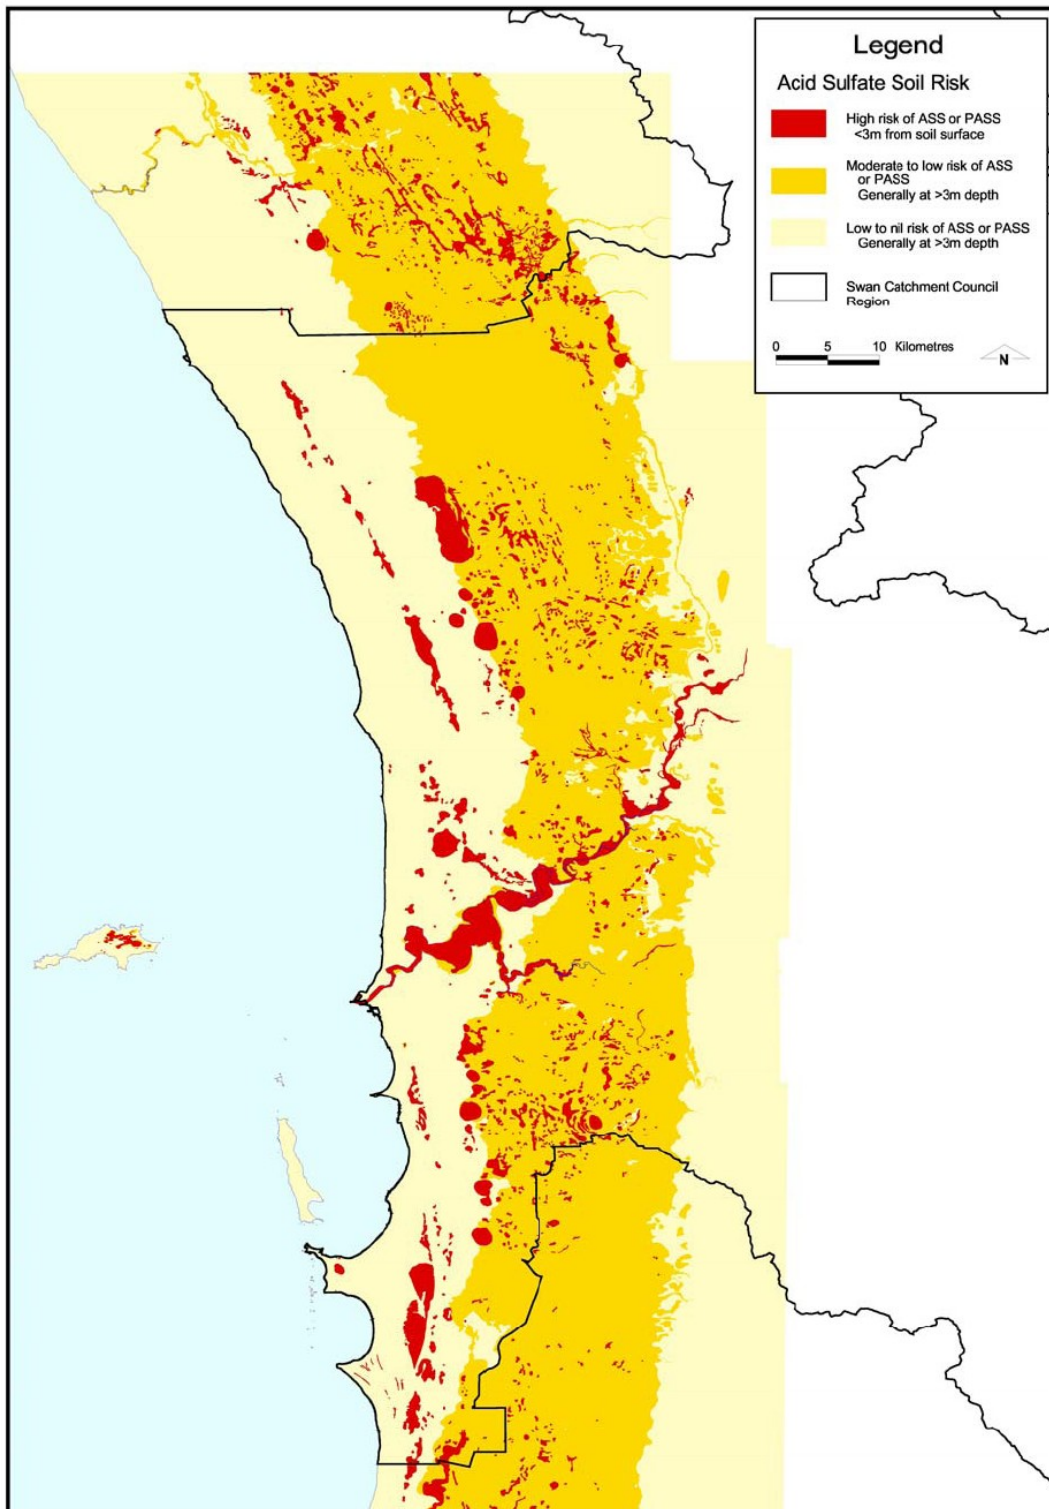 Legend
Acid Sulfate Soil Risk
High risk of ASS or PASS
<3m from soil surface
Moderate to low risk of ASS
or PASS
Generally at >3m depth
Low to nil risk of ASS or PASS
Generally at >3m depth
Swan Catchment Council
Region
0 5 10 Kilometres
N